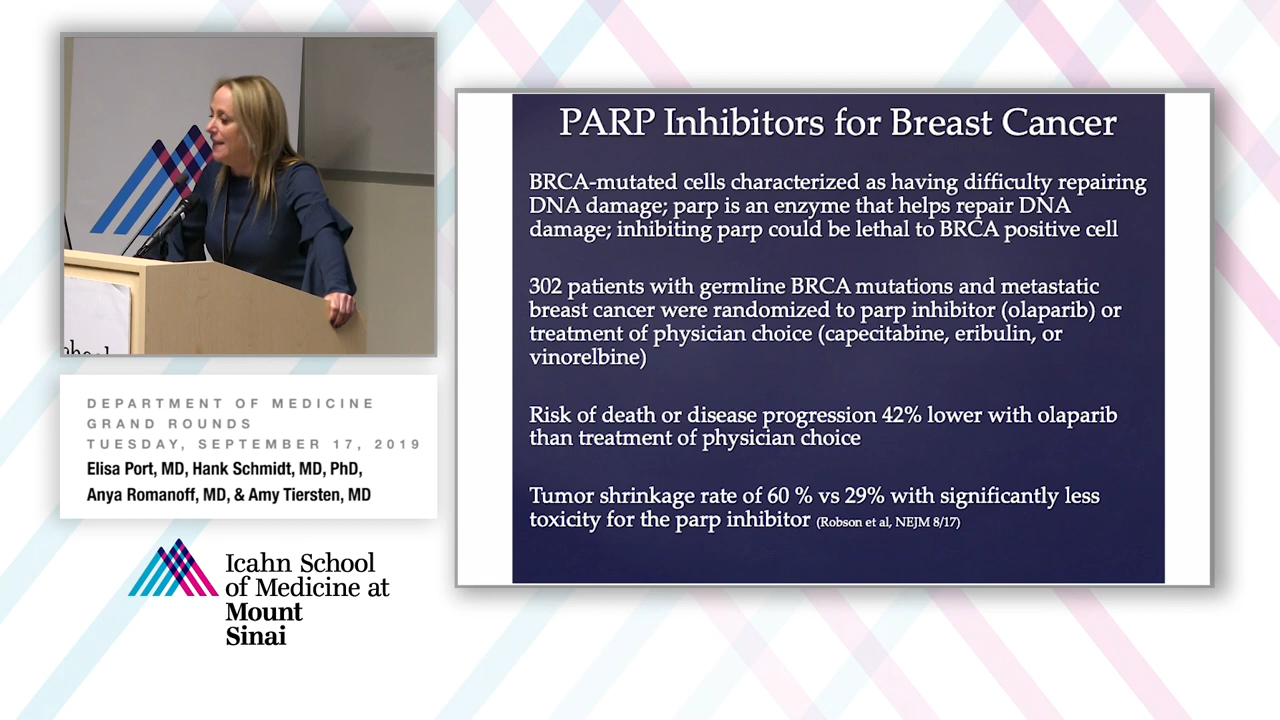 PARP Inhibitors for Breast Cancer
BRCA-mutated cells characterized as having difficulty repairing
DNA damage; parp is an enzyme that helps repair DNA
damage; inhibiting parp could be lethal to BRCA positive cell
302 patients with germline BRCA mutations and metastatic
breast cancer were randomized to parp inhibitor (olaparib) or
treatment of physician choice (capecitabine, eribulin, or
vinorelbine)
Risk of death or disease progression 42% lower with olaparib
than treatment of physician choice
Tumor shrinkage rate of 60 % vs 29% with significantly less
toxicity for the parp inhibitor (Robson et al, NEJM 8/17)
DEPARTMENT OF MEDICINE
GRAND ROUNDS
TUESDAY, SEPTEMBER 17, 2019
Elisa Port, MD, Hank Schmidt, MD, PhD,
Anya Romanoff, MD, & Amy Tiersten, MD
Icahn School
of Medicine at
Mount
Sinai